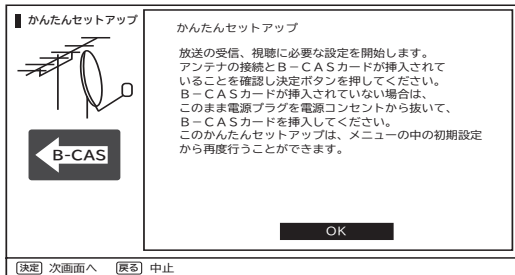 かんたんセットアップ
かんたんセットアップ
放送の受信、視聴に必要な設定を開始します。
アンテナの接続とB－CASカードが挿入されて
いることを確認し決定ボタンを押してください。
B－CASカードが挿入されていない場合は、
このまま電源プラグを電源コンセントから抜いて、
B－CASカードを挿入してください。
このかんたんセットアップは、メニューの中の初期設定
から再度行うことができます。
B-CAS
OK
決定 次画面へ 戻る 中止